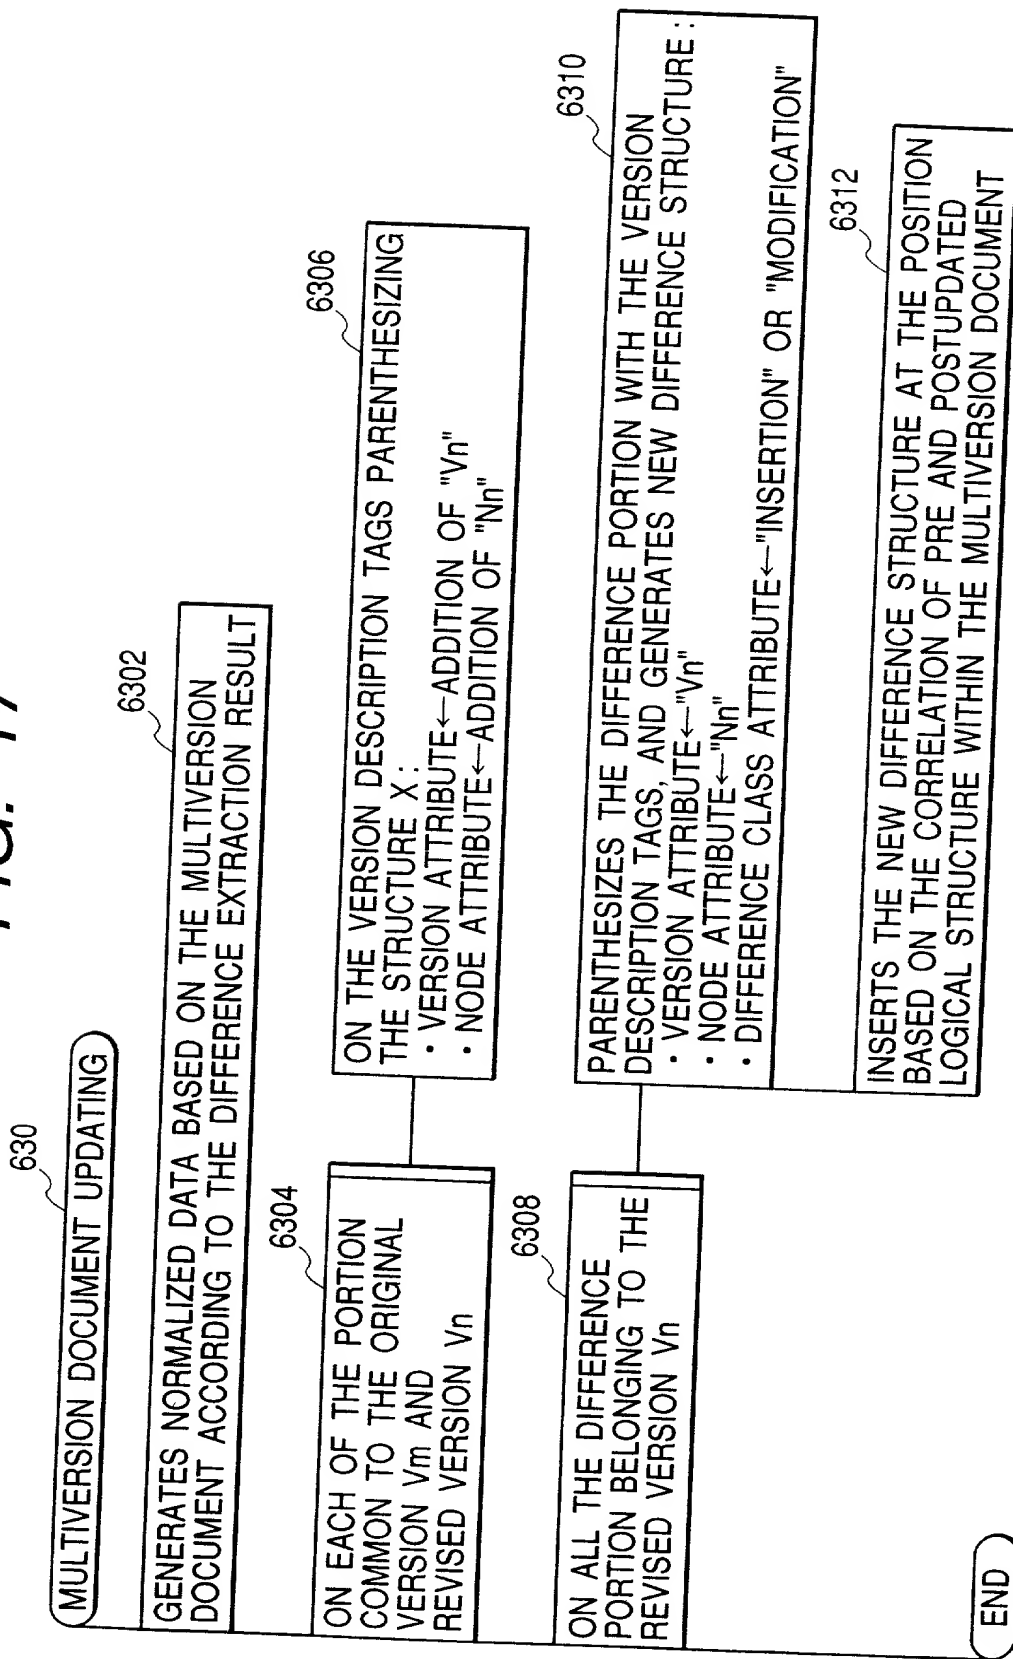 630
MULTIVERSION DOCUMENT UPDATING
6302
GENERATES NORMALIZED DATA BASED ON THE MULTIVERSION
DOCUMENT ACCORDING TO THE DIFFERENCE EXTRACTION RESULT
6304
ON EACH OF THE PORTION
COMMON TO THE ORIGINAL
VERSION Vm AND
REVISED VERSION Vn
6306
ON THE VERSION DESCRIPTION TAGS PARENTHESIZING
THE STRUCTURE X:
· VERSION ATTRIBUTE←ADDITION OF "Vn"
· NODE ATTRIBUTE←ADDITION OF "Nn"
6308
ON ALL THE DIFFERENCE
PORTION BELONGING TO THE
REVISED VERSION Vn
6310
PARENTHESIZES THE DIFFERENCE PORTION WITH THE VERSION
DESCRIPTION TAGS, AND GENERATES NEW DIFFERENCE STRUCTURE:
· VERSION ATTRIBUTE←"Vn"
· NODE ATTRIBUTE←"Nn"
· DIFFERENCE CLASS ATTRIBUTE←"INSERTION" OR "MODIFICATION"
6312
INSERTS THE NEW DIFFERENCE STRUCTURE AT THE POSITION
BASED ON THE CORRELATION OF PRE AND POSTUPDATED
LOGICAL STRUCTURE WITHIN THE MULTIVERSION DOCUMENT
END